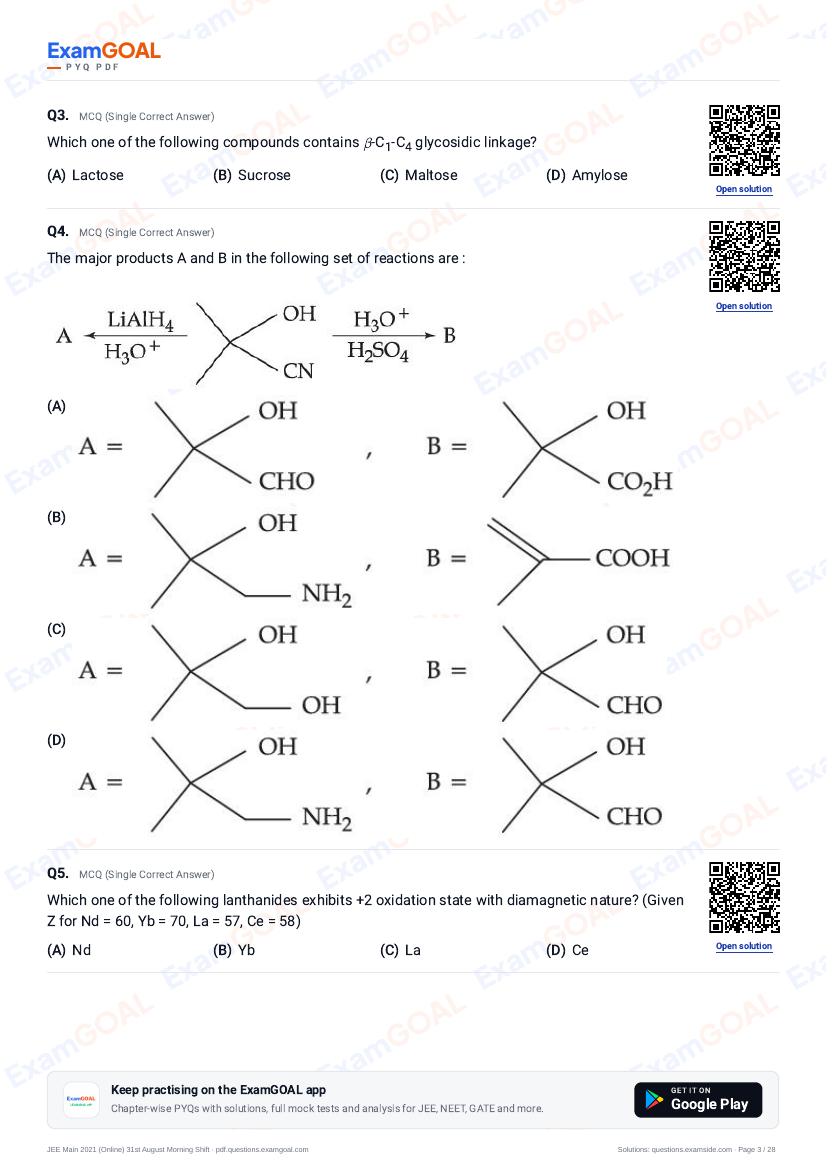 ExamGOAL
PYQ PDF
Q3. MCQ (Single Correct Answer)
Which one of the following compounds contains β-C₁-C₄ glycosidic linkage?
(A) Lactose (B) Sucrose (C) Maltose (D) Amylose
Open solution
Q4. MCQ (Single Correct Answer)
The major products A and B in the following set of reactions are :
Open solution
A LiAlH₄ H₃O⁺ OH CN H₃O⁺ H₂SO₄ B
(A) A = OH CHO , B = OH CO₂H
(B) A = OH NH₂ , B = COOH
(C) A = OH OH , B = OH CHO
(D) A = OH NH₂ , B = OH CHO
Q5. MCQ (Single Correct Answer)
Which one of the following lanthanides exhibits +2 oxidation state with diamagnetic nature? (Given
Z for Nd = 60, Yb = 70, La = 57, Ce = 58)
(A) Nd (B) Yb (C) La (D) Ce
Open solution
Keep practising on the ExamGOAL app
Chapter-wise PYQs with solutions, full mock tests and analysis for JEE, NEET, GATE and more.
GET IT ON
Google Play
JEE Main 2021 (Online) 31st August Morning Shift · pdf.questions.examgoal.com
Solutions: questions.examside.com · Page 3 / 28